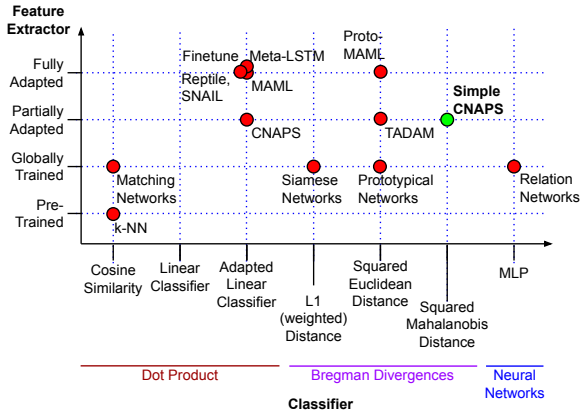 Feature
Extractor
Fully
Adapted
Partially
Adapted
Globally
Trained
Pre-
Trained
Finetune
Meta-LSTM
Reptile,
SNAIL
MAML
Proto-
MAML
Simple
CNAPS
CNAPS
TADAM
Matching
Networks
Siamese
Networks
Prototypical
Networks
Relation
Networks
k-NN
Cosine
Similarity
Linear
Classifier
Adapted
Linear
Classifier
L1
(weighted)
Distance
Squared
Euclidean
Distance
Squared
Mahalanobis
Distance
MLP
Dot Product
Bregman Divergences
Neural
Networks
Classifier